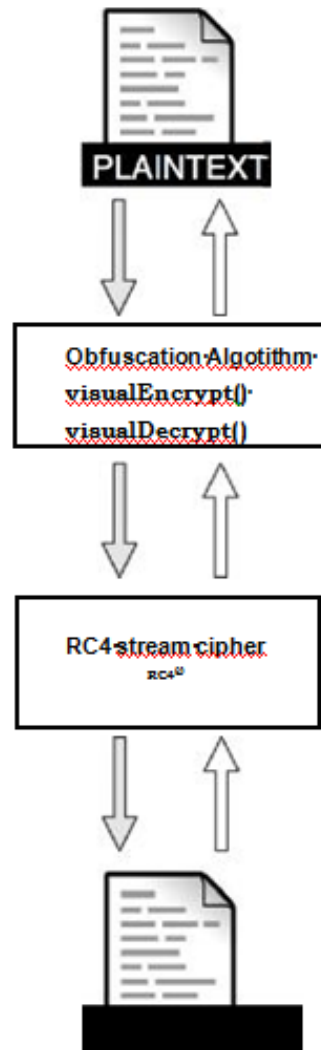 PLAINTEXT
Obfuscation Algotithm
visualEncrypt()
visualDecrypt()
RC4 stream cipher